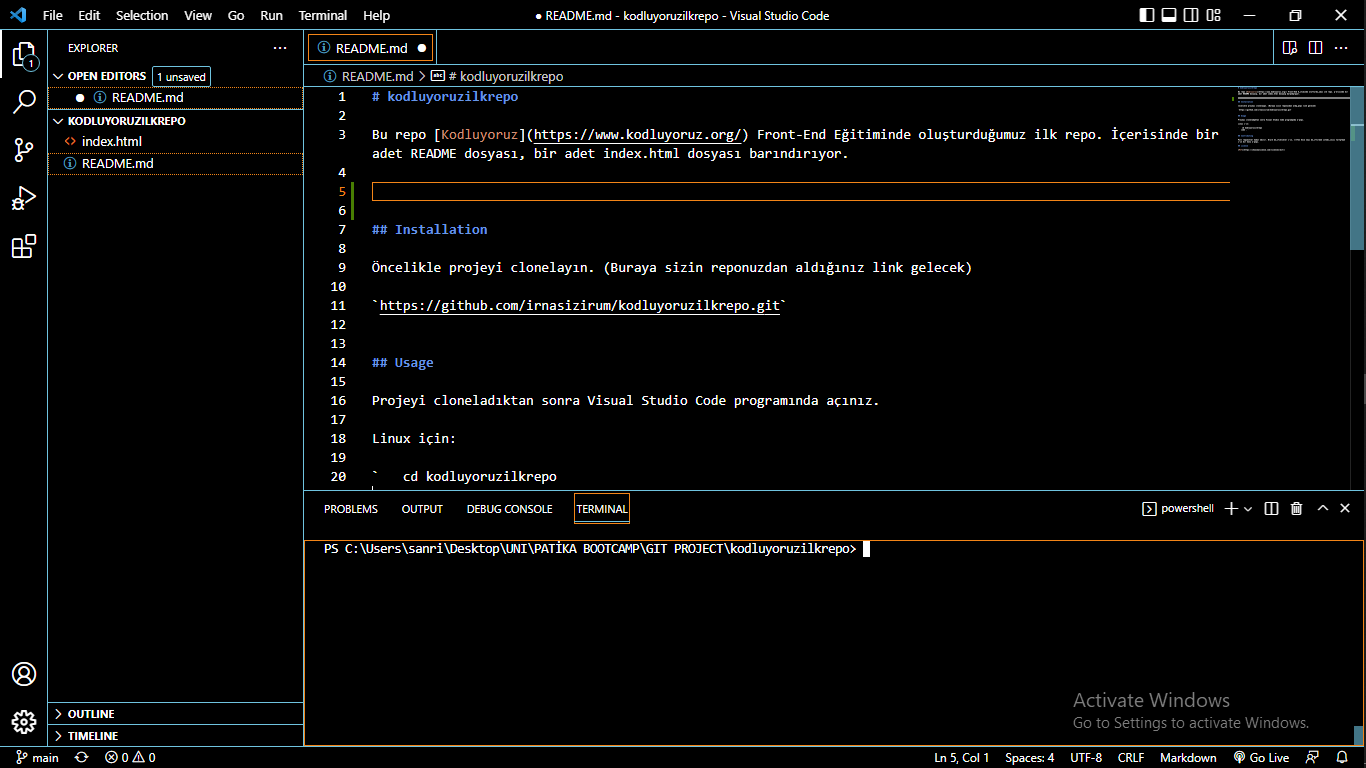 File Edit Selection View Go Run Terminal Help
● README.md - kodluyoruzilkrepo - Visual Studio Code
EXPLORER
OPEN EDITORS 1 unsaved
README.md
KODLUYORUZILKREPO
index.html
README.md
OUTLINE
TIMELINE
1
README.md
README.md > # kodluyoruzilkrepo
1 # kodluyoruzilkrepo
2
3 Bu repo [Kodluyoruz](https://www.kodluyoruz.org/) Front-End Eğitiminde oluşturduğumuz ilk repo. İçerisinde bir
adet README dosyası, bir adet index.html dosyası barındırıyor.
4
5
6
7 ## Installation
8
9 Öncelikle projeyi clonelayın. (Buraya sizin reponuzdan aldığınız link gelecek)
10
11 `https://github.com/irnasizirum/kodluyoruzilkrepo.git`
12
13
14 ## Usage
15
16 Projeyi cloneladıktan sonra Visual Studio Code programında açınız.
17
18 Linux için:
19
20 `   cd kodluyoruzilkrepo
PROBLEMS OUTPUT DEBUG CONSOLE TERMINAL
powershell
PS C:\Users\sanri\Desktop\UNI\PATİKA BOOTCAMP\GIT PROJECT\kodluyoruzilkrepo>
Activate Windows
Go to Settings to activate Windows.
main 0 0 Ln 5, Col 1 Spaces: 4 UTF-8 CRLF Markdown Go Live